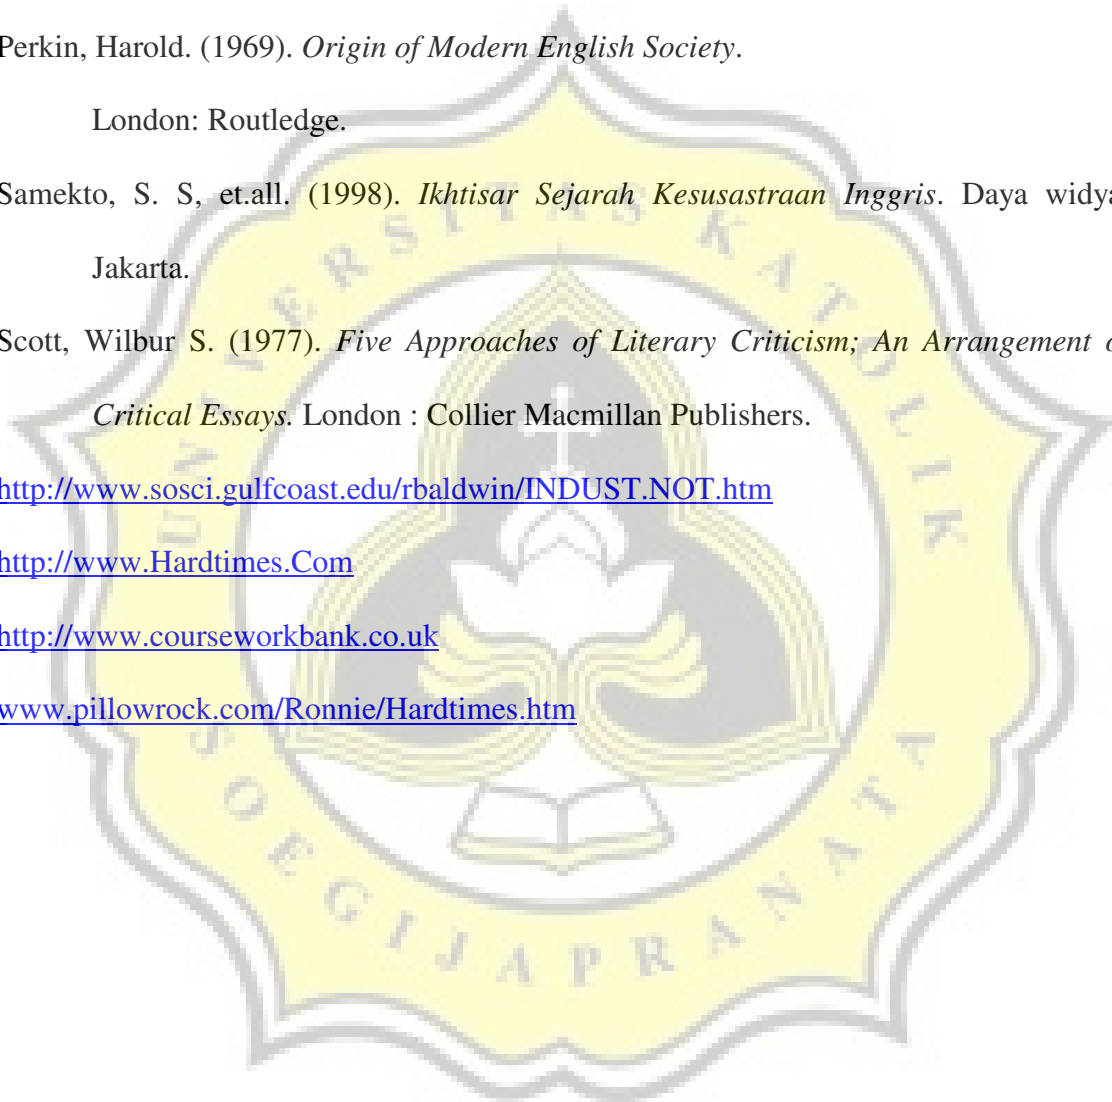 Perkin, Harold. (1969). Origin of Modern English Society.
London: Routledge.
Samekto, S. S, et.all. (1998). Ikhtisar Sejarah Kesusastraan Inggris. Daya widya
Jakarta.
Scott, Wilbur S. (1977). Five Approaches of Literary Criticism; An Arrangement o
Critical Essays. London : Collier Macmillan Publishers.
http://www.sosci.gulfcoast.edu/rbaldwin/INDUST.NOT.htm
http://www.Hardtimes.Com
http://www.courseworkbank.co.uk
www.pillowrock.com/Ronnie/Hardtimes.htm
UNIVERSITAS KATOLIK
SOEGIJAPRANATA